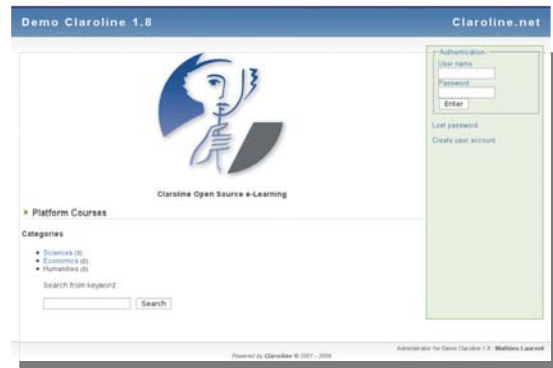 Demo Claroline 1.8
Claroline.net
Authentication
User name
Password
Enter
Lost password
Create user account
Claroline Open Source e-Learning
Platform Courses
Categories
Sciences (3)
Economics (0)
Humanities (0)
Search from keyword :
Search
Administrator for Demo Claroline 1.8 : Mathieu Laurent
Powered by Claroline © 2001 - 2006